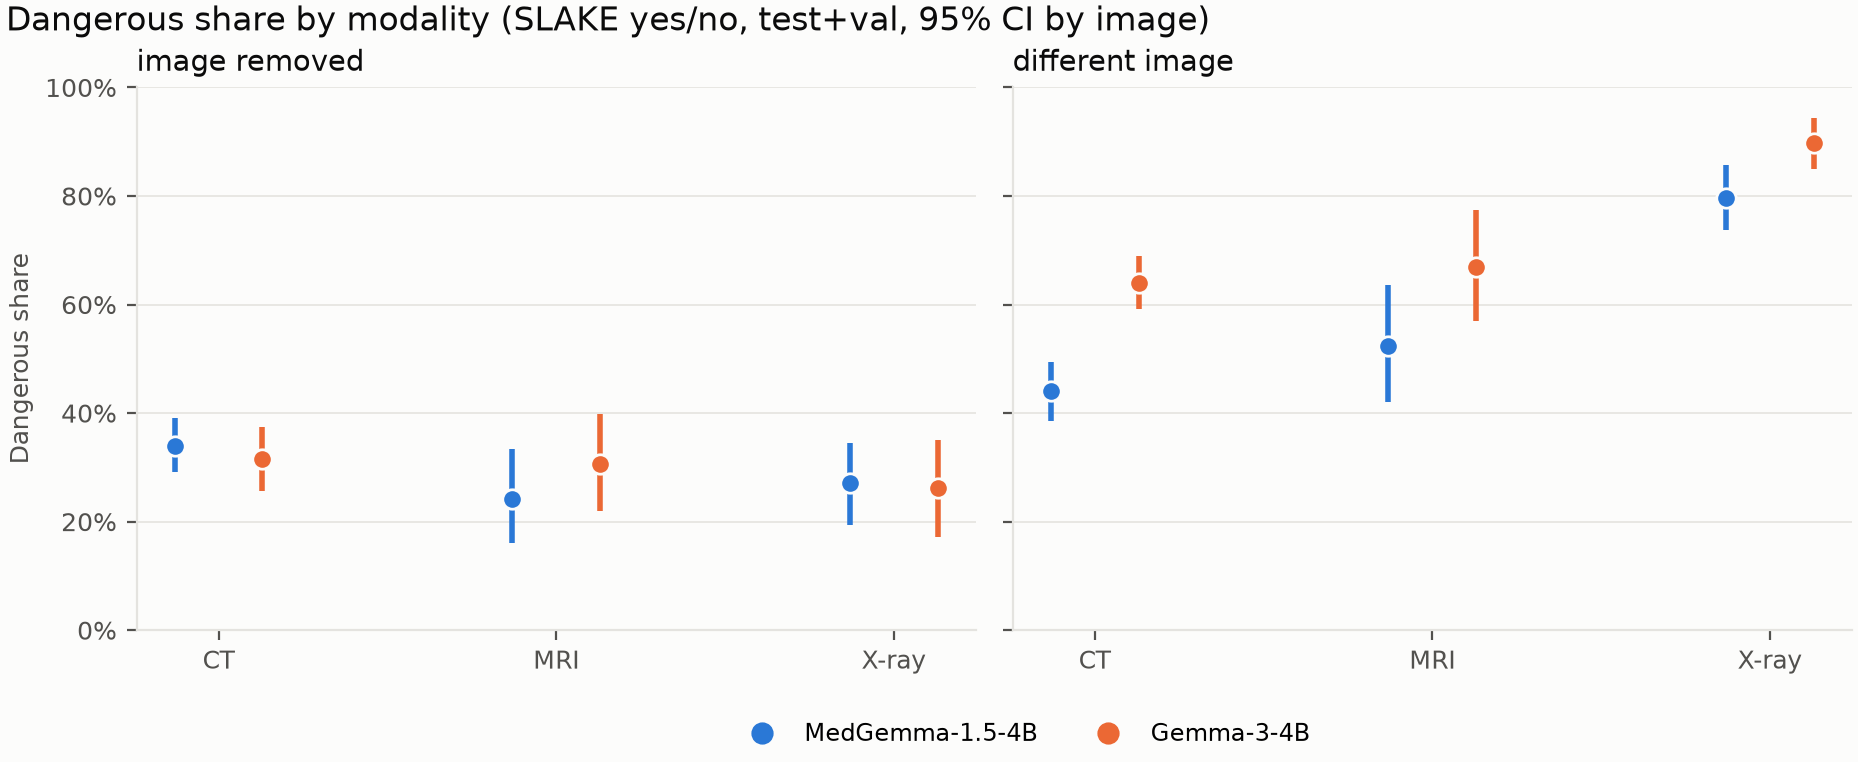 Dangerous share by modality (SLAKE yes/no, test+val, 95% CI by image)
image removed
different image
Dangerous share
100%
80%
60%
40%
20%
0%
CT MRI X-ray
CT MRI X-ray
MedGemma-1.5-4B Gemma-3-4B